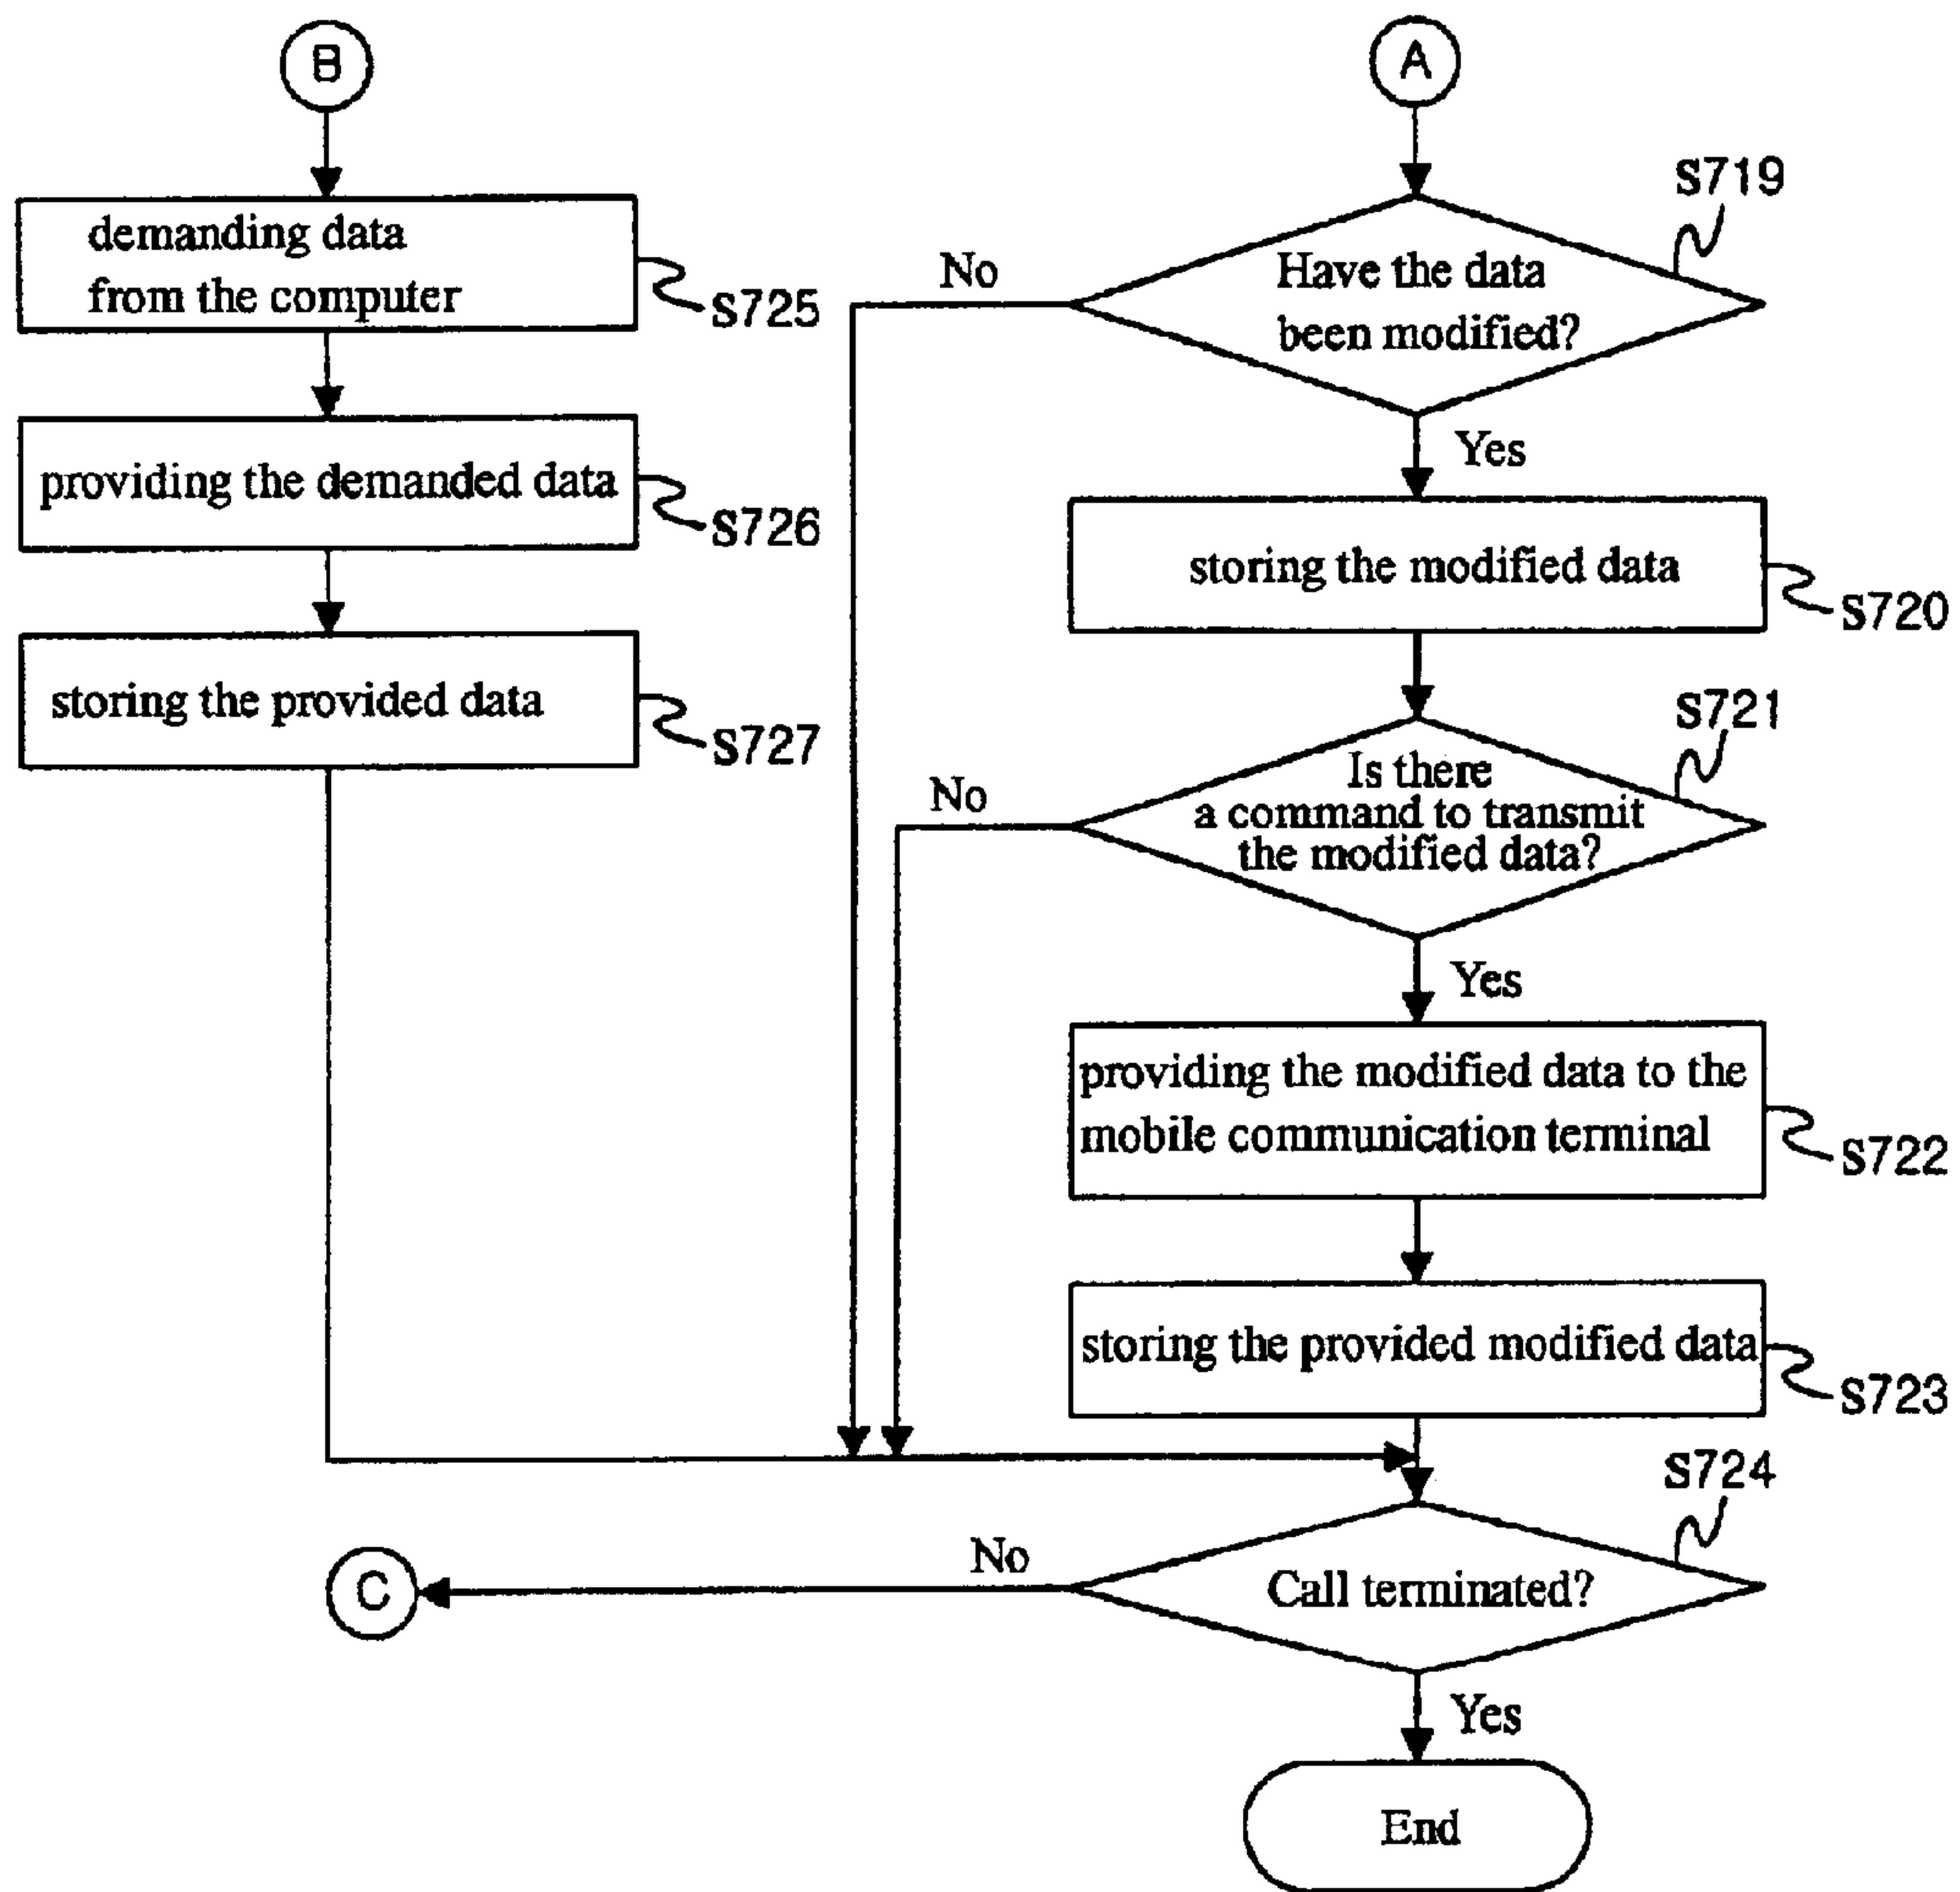 B
demanding data
from the computer
S725
providing the demanded data
S726
storing the provided data
S727
A
S719
Have the data
been modified?
No
Yes
storing the modified data
S720
S721
Is there
a command to transmit
the modified data?
No
Yes
providing the modified data to the
mobile communication terminal
S722
storing the provided modified data
S723
S724
Call terminated?
No
C
Yes
End